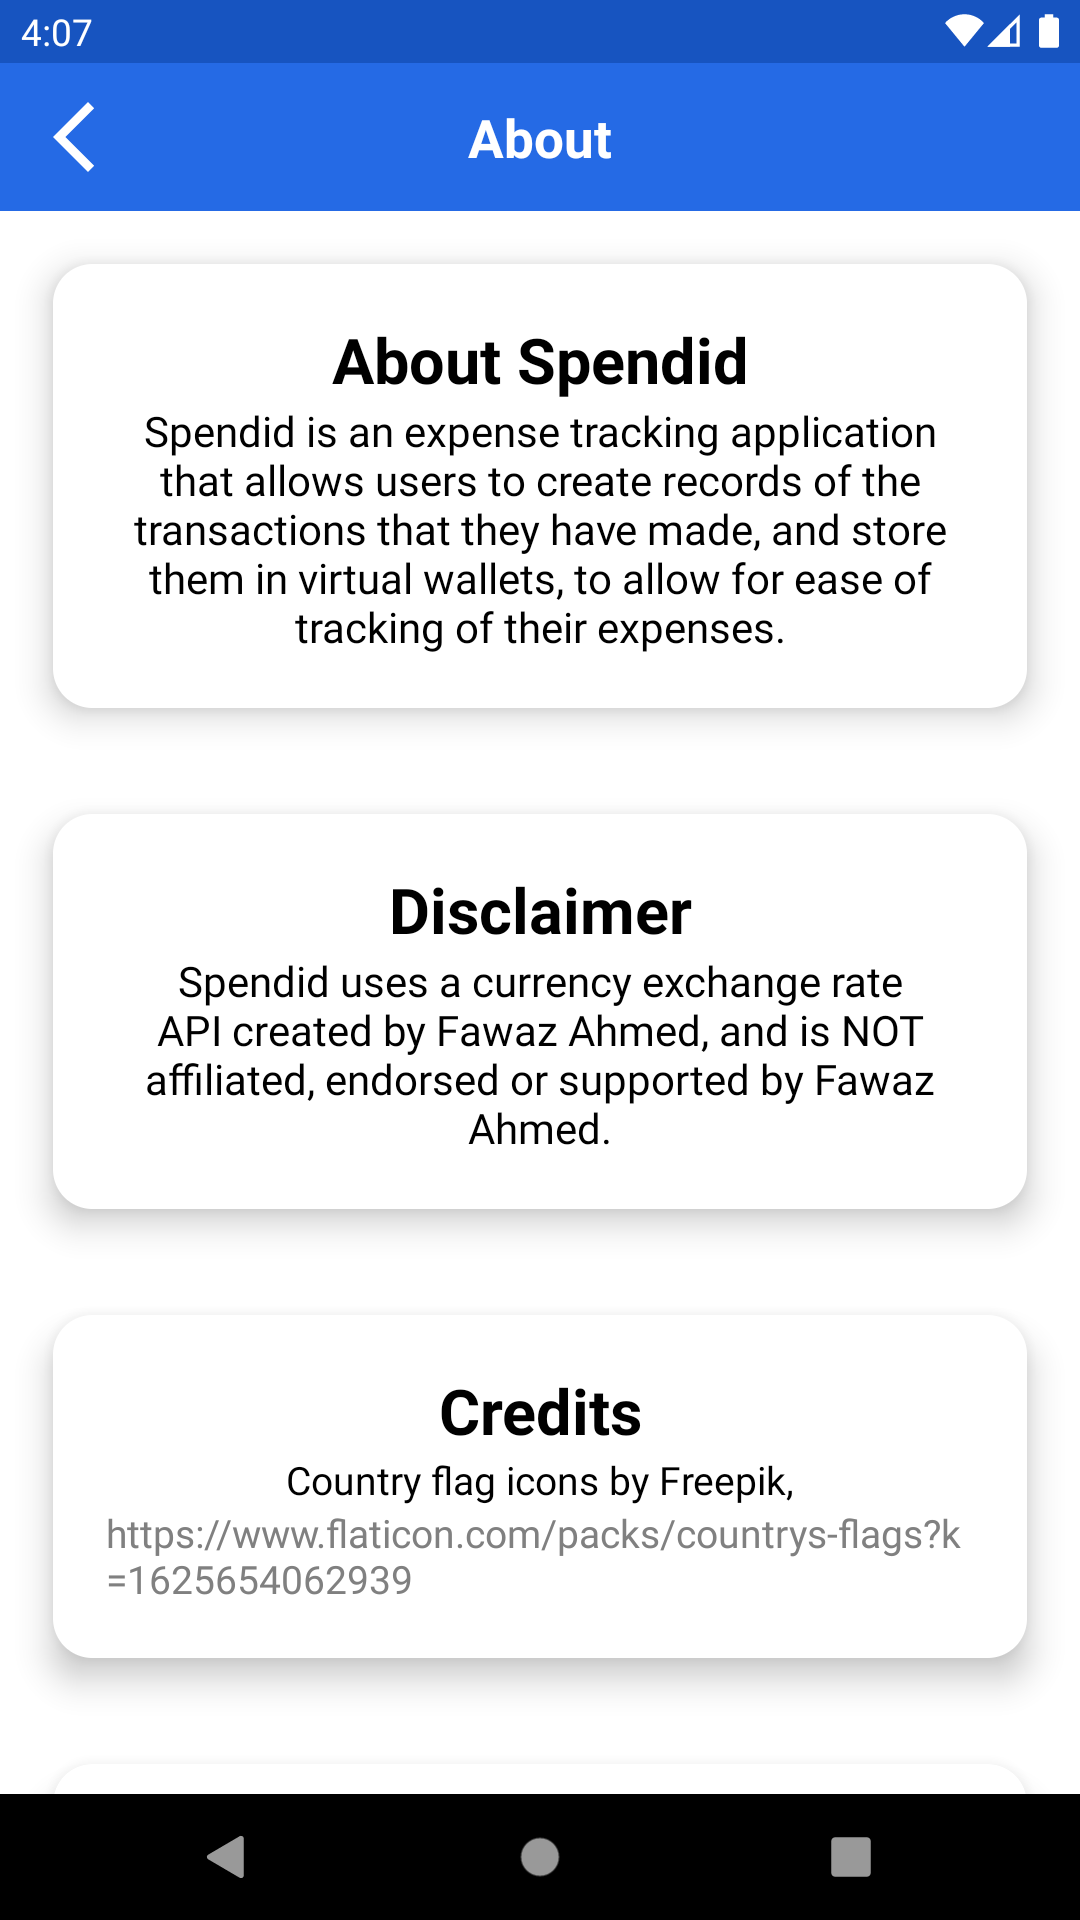 4:07
About
About Spendid
Spendid is an expense tracking application
that allows users to create records of the
transactions that they have made, and store
them in virtual wallets, to allow for ease of
tracking of their expenses.
Disclaimer
Spendid uses a currency exchange rate
API created by Fawaz Ahmed, and is NOT
affiliated, endorsed or supported by Fawaz
Ahmed.
Credits
Country flag icons by Freepik,
https://www.flaticon.com/packs/countrys-flags?k
=1625654062939